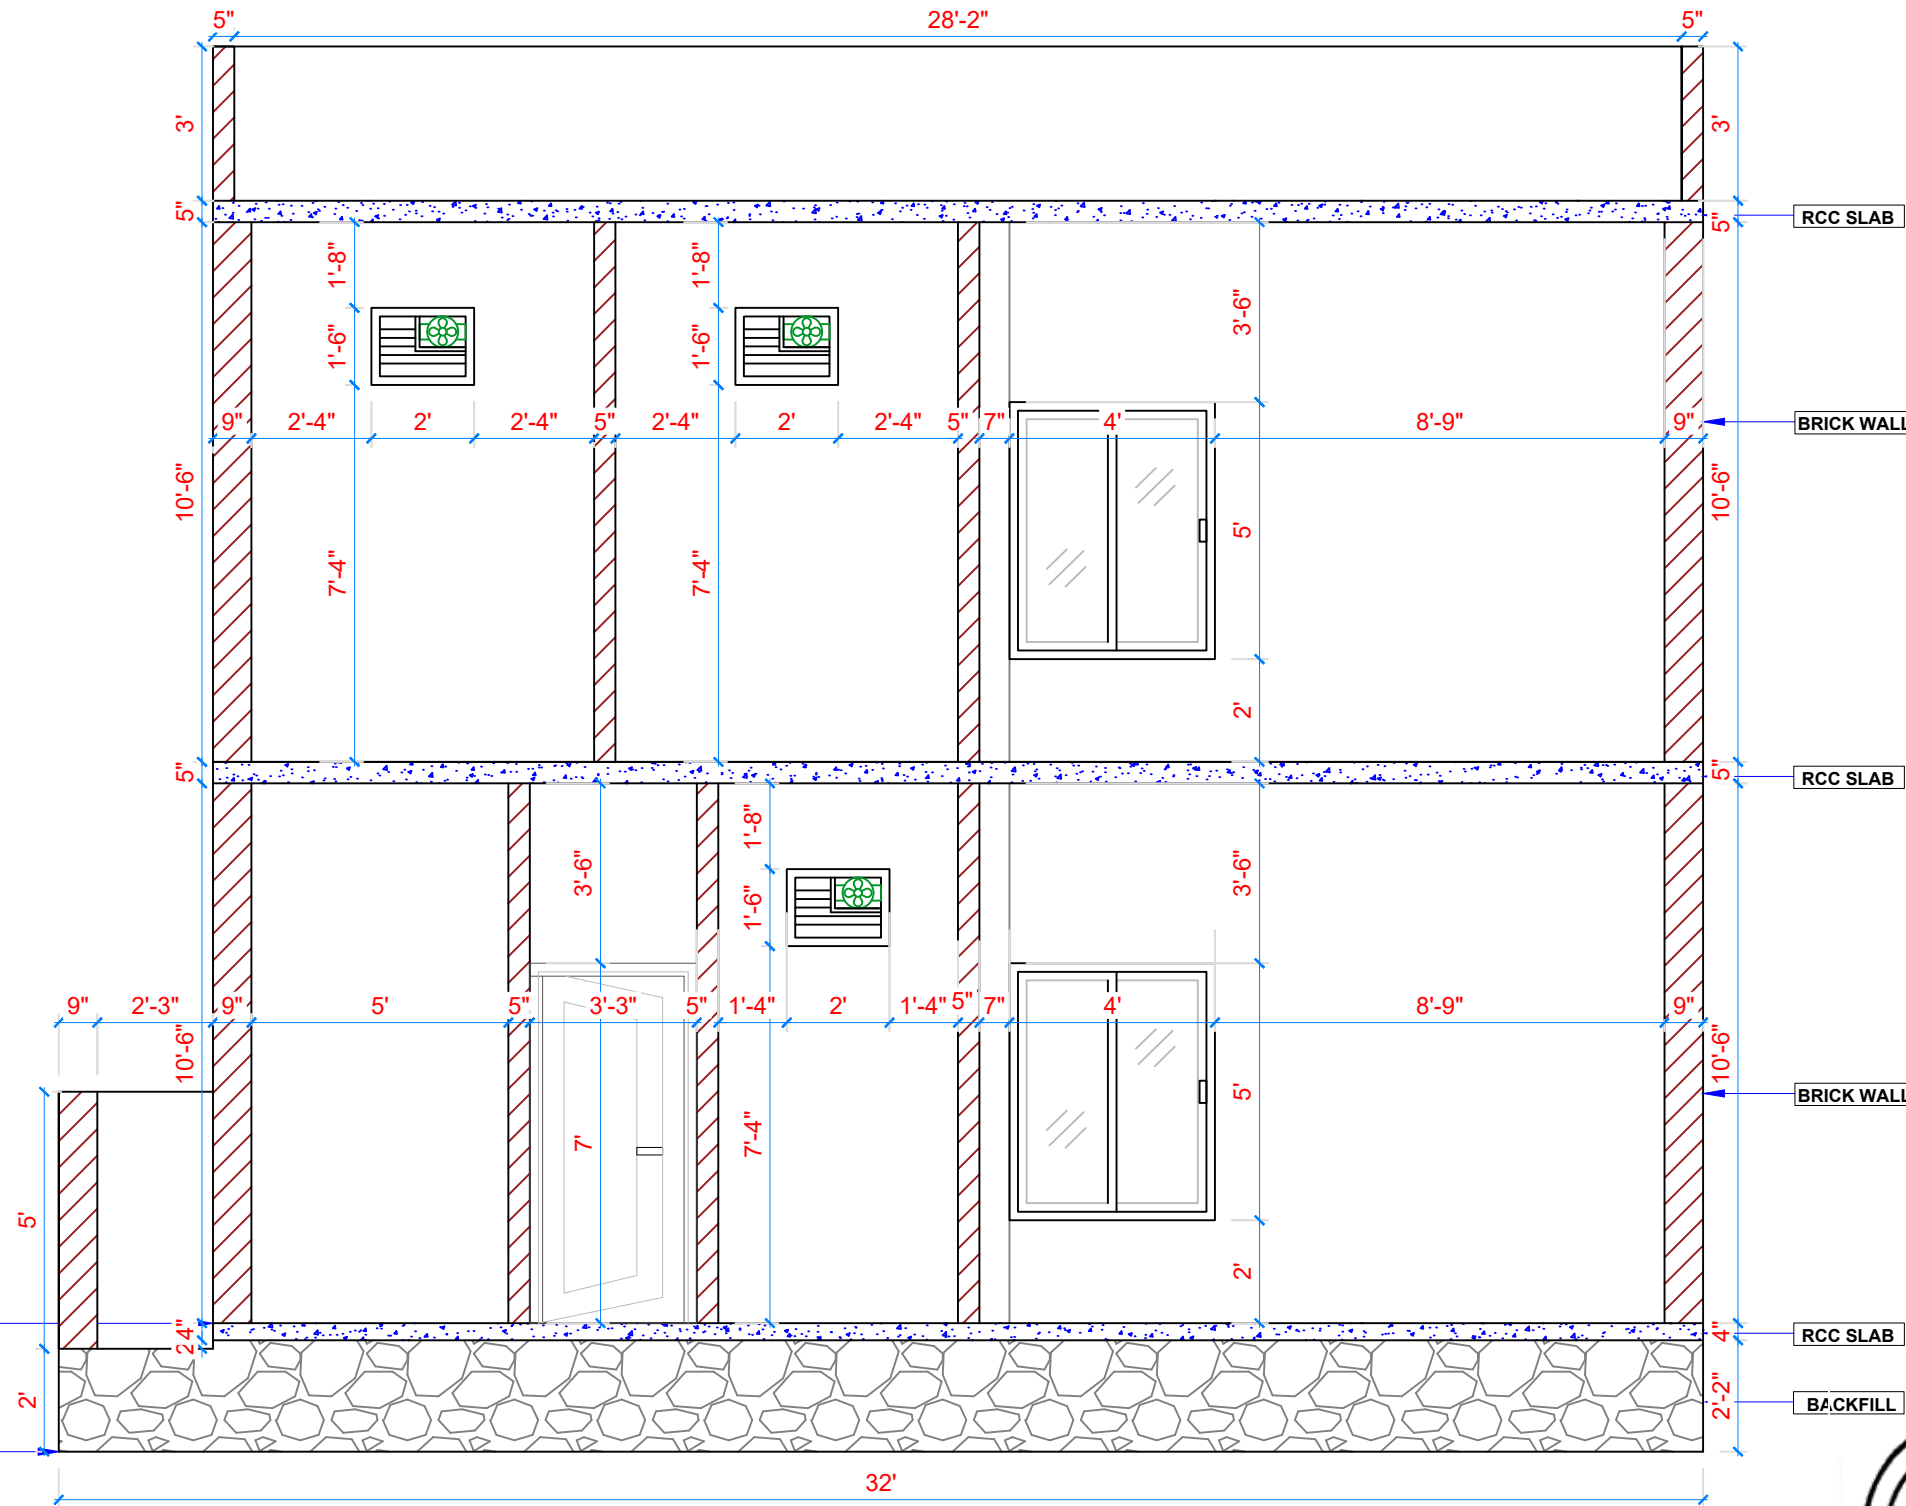 5" 28'-2" 5"
3' 3'
5" 5" RCC SLAB
1'-8" 1'-8" 3'-6"
1'-6" 1'-6"
9" 2'-4" 2' 2'-4" 5" 2'-4" 2' 2'-4" 5" 7" 4' 8'-9" 9" BRICK WALL
10'-6" 7'-4" 7'-4" 5' 10'-6"
2'
5" 5" RCC SLAB
1'-8"
3'-6" 1'-6" 3'-6"
9" 2'-3" 9" 5' 5" 3'-3" 5" 1'-4" 2' 1'-4" 5" 7" 4' 8'-9" 9"
10'-6" 10'-6"
5' BRICK WALL
7' 7'-4"
5' 2'
4" 4" RCC SLAB
2"
2' 2'-2" BACKFILL
32'